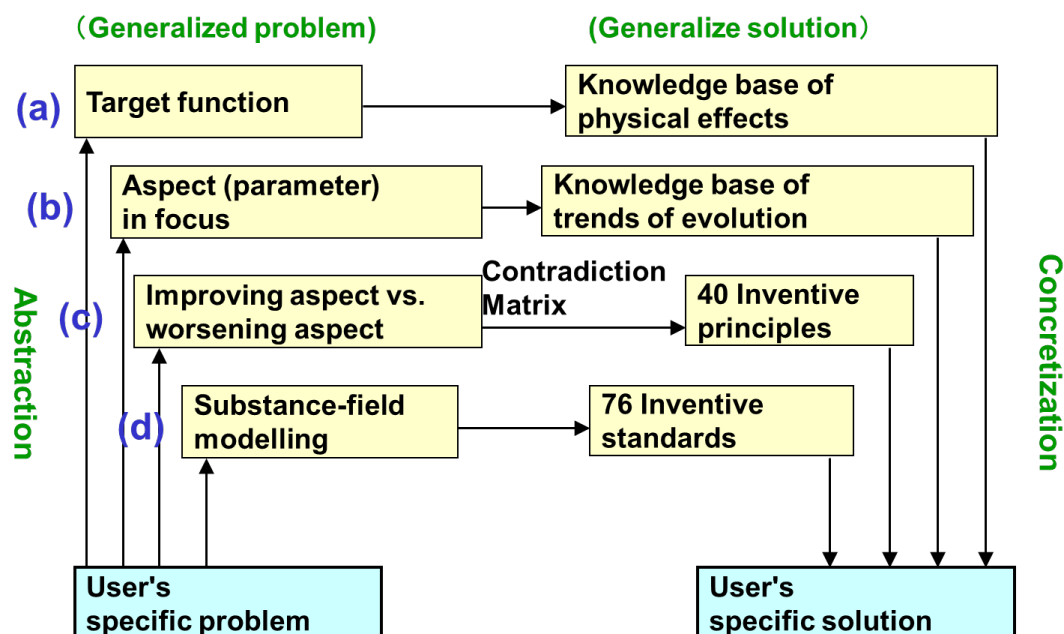 （Generalized problem)
(Generalize solution）
(a)
Target function
Knowledge base of
physical effects
(b)
Aspect (parameter)
in focus
Knowledge base of
trends of evolution
(c)
Improving aspect vs.
worsening aspect
Contradiction
Matrix
40 Inventive
principles
(d)
Substance-field
modelling
76 Inventive
standards
Abstraction
Concretization
User's
specific problem
User's
specific solution